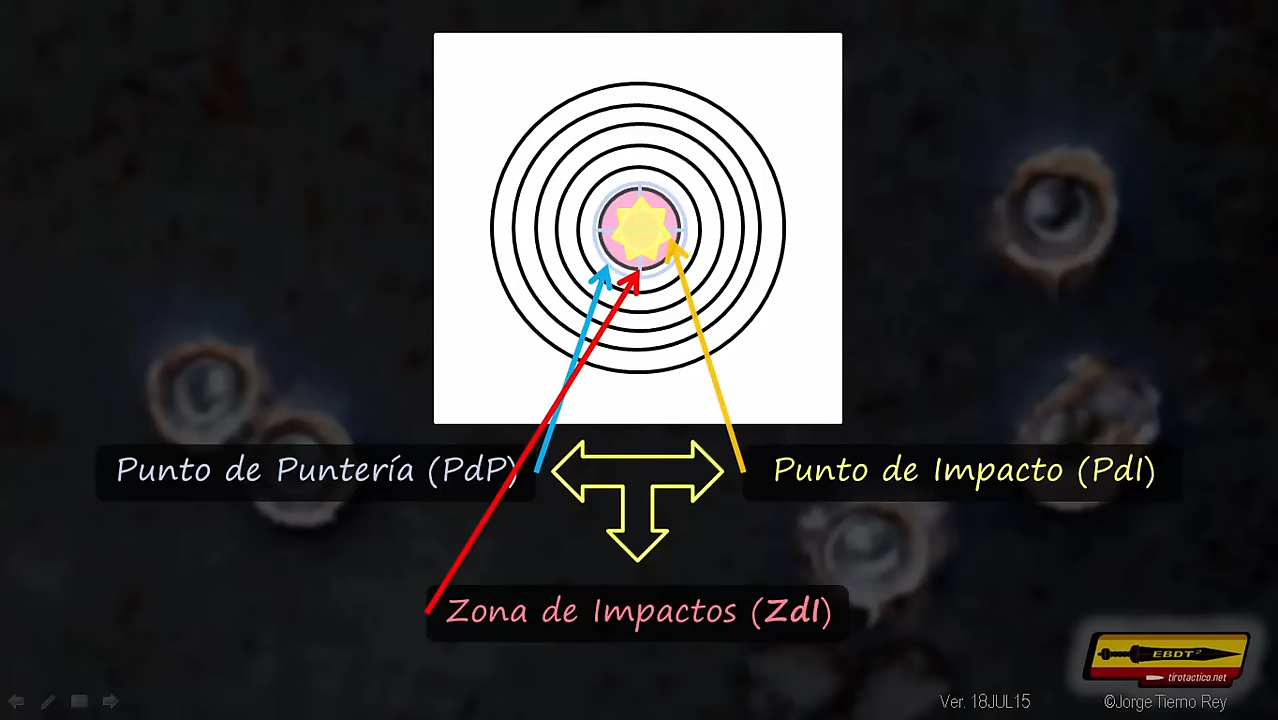 Punto de Puntería (PdP)
Punto de Impacto (PdI)
Zona de Impactos (ZdI)
EBDT²
tirotactico.net
Ver. 18JUL15
©Jorge Tierno Rey